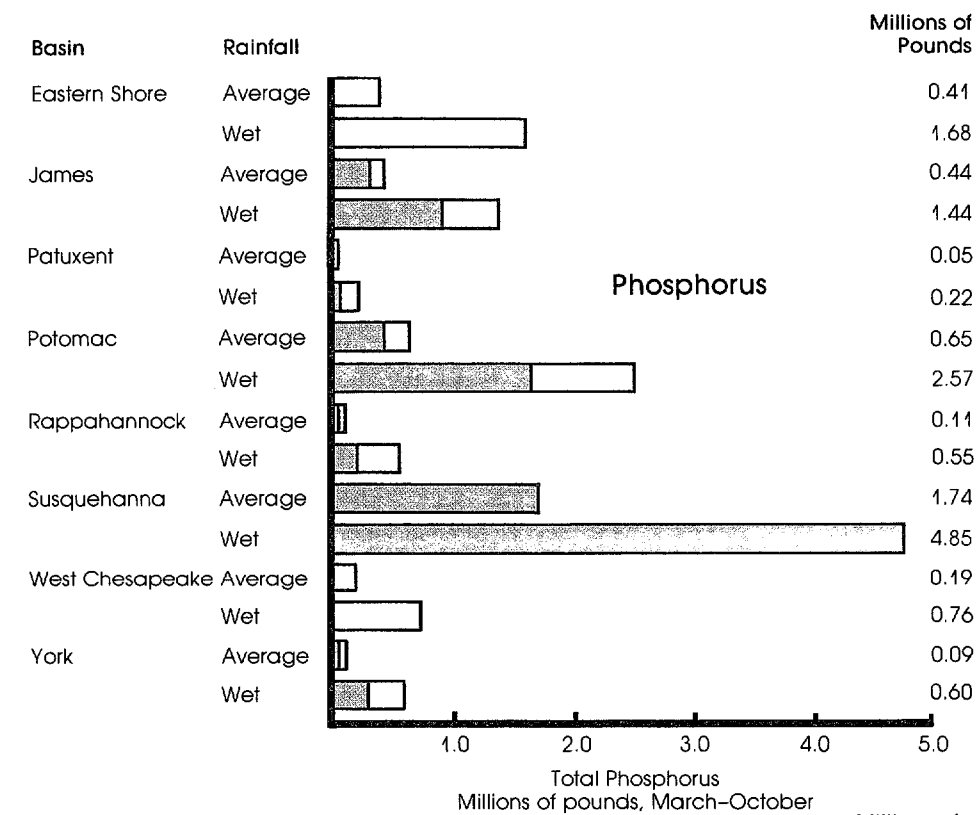 Millions of
Basin Rainfall Pounds
Eastern Shore Average 0.41
Wet 1.68
James Average 0.44
Wet 1.44
Patuxent Average 0.05
Phosphorus
Wet 0.22
Potomac Average 0.65
Wet 2.57
Rappahannock Average 0.11
Wet 0.55
Susquehanna Average 1.74
Wet 4.85
West Chesapeake Average 0.19
Wet 0.76
York Average 0.09
Wet 0.60
1.0 2.0 3.0 4.0 5.0
Total Phosphorus
Millions of pounds, March–October